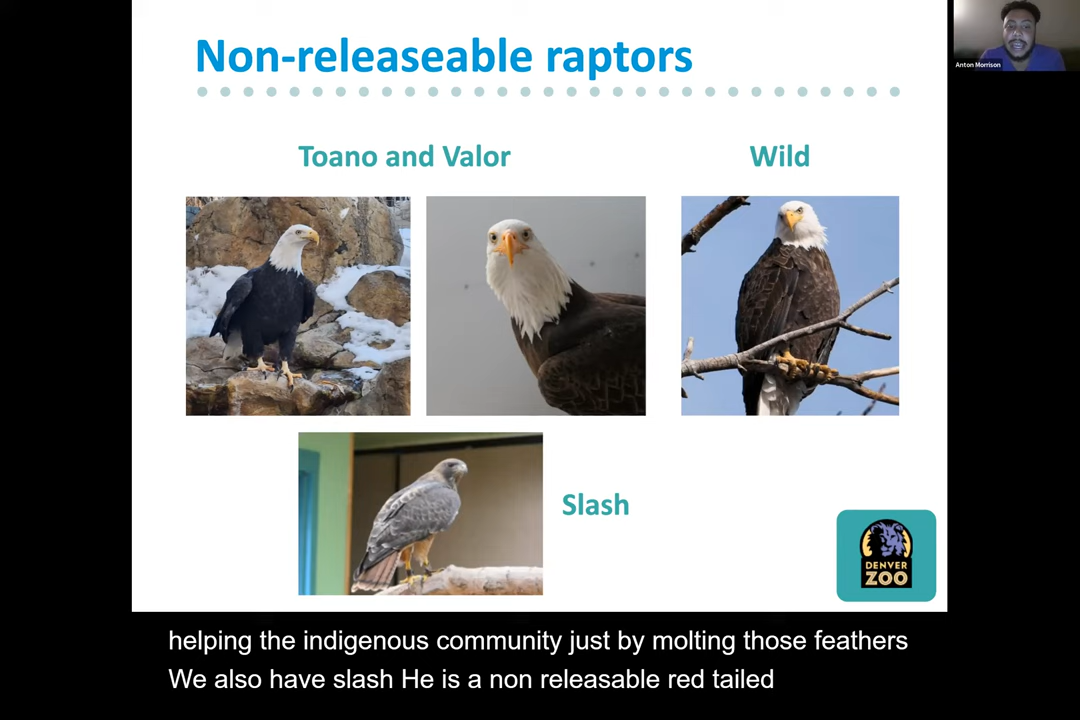 Non-releaseable raptors
Anton Morrison
Toano and Valor
Wild
Slash
DENVER
ZOO
helping the indigenous community just by molting those feathers
We also have slash He is a non releasable red tailed